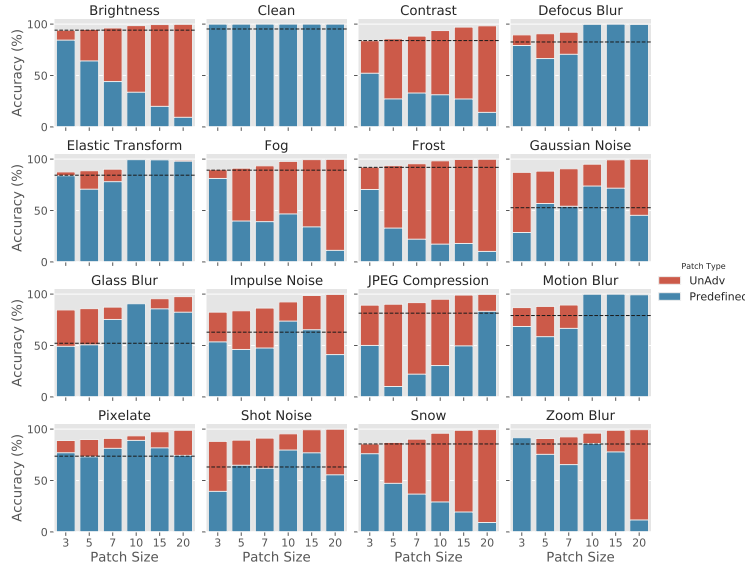 Brightness Clean Contrast Defocus Blur
Accuracy (%)
100
50
0
Elastic Transform Fog Frost Gaussian Noise
Accuracy (%)
100
50
0
Patch Type
UnAdv
Predefined
Glass Blur Impulse Noise JPEG Compression Motion Blur
Accuracy (%)
100
50
0
Pixelate Shot Noise Snow Zoom Blur
Accuracy (%)
100
50
0
3 5 7 10 15 20 3 5 7 10 15 20 3 5 7 10 15 20 3 5 7 10 15 20
Patch Size Patch Size Patch Size Patch Size